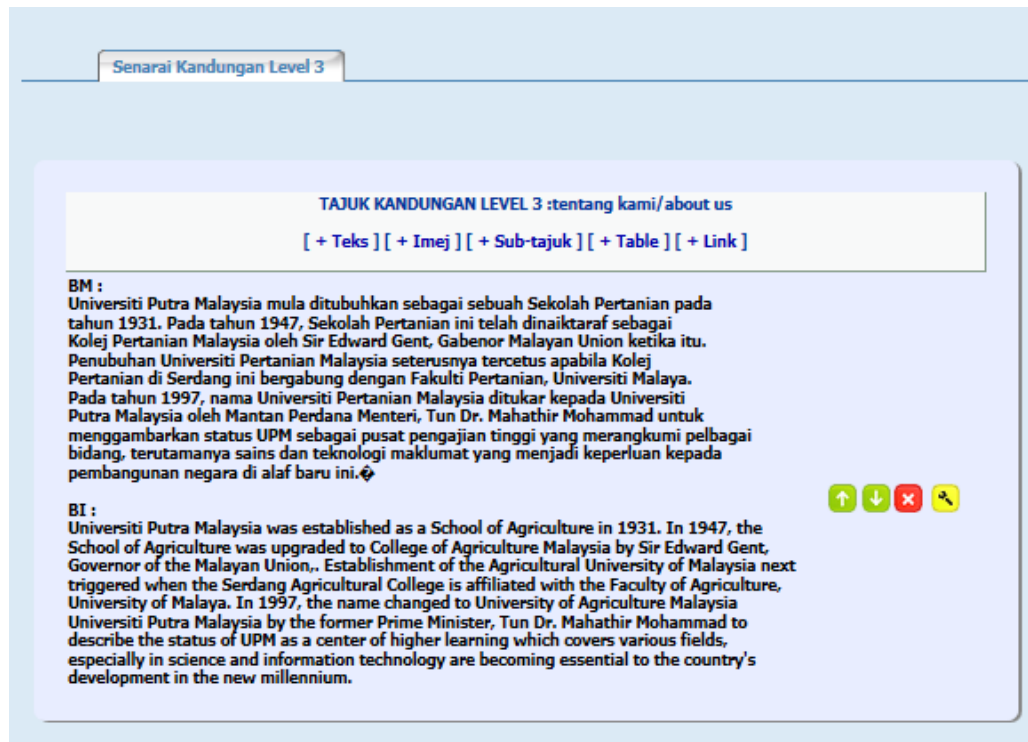 Senarai Kandungan Level 3
TAJUK KANDUNGAN LEVEL 3 :tentang kami/about us
[ + Teks ] [ + Imej ] [ + Sub-tajuk ] [ + Table ] [ + Link ]
BM :
Universiti Putra Malaysia mula ditubuhkan sebagai sebuah Sekolah Pertanian pada
tahun 1931. Pada tahun 1947, Sekolah Pertanian ini telah dinaiktaraf sebagai
Kolej Pertanian Malaysia oleh Sir Edward Gent, Gabenor Malayan Union ketika itu.
Penubuhan Universiti Pertanian Malaysia seterusnya tercetus apabila Kolej
Pertanian di Serdang ini bergabung dengan Fakulti Pertanian, Universiti Malaya.
Pada tahun 1997, nama Universiti Pertanian Malaysia ditukar kepada Universiti
Putra Malaysia oleh Mantan Perdana Menteri, Tun Dr. Mahathir Mohammad untuk
menggambarkan status UPM sebagai pusat pengajian tinggi yang merangkumi pelbagai
bidang, terutamanya sains dan teknologi maklumat yang menjadi keperluan kepada
pembangunan negara di alaf baru ini.�
BI :
Universiti Putra Malaysia was established as a School of Agriculture in 1931. In 1947, the
School of Agriculture was upgraded to College of Agriculture Malaysia by Sir Edward Gent,
Governor of the Malayan Union,. Establishment of the Agricultural University of Malaysia next
triggered when the Serdang Agricultural College is affiliated with the Faculty of Agriculture,
University of Malaya. In 1997, the name changed to University of Agriculture Malaysia
Universiti Putra Malaysia by the former Prime Minister, Tun Dr. Mahathir Mohammad to
describe the status of UPM as a center of higher learning which covers various fields,
especially in science and information technology are becoming essential to the country's
development in the new millennium.